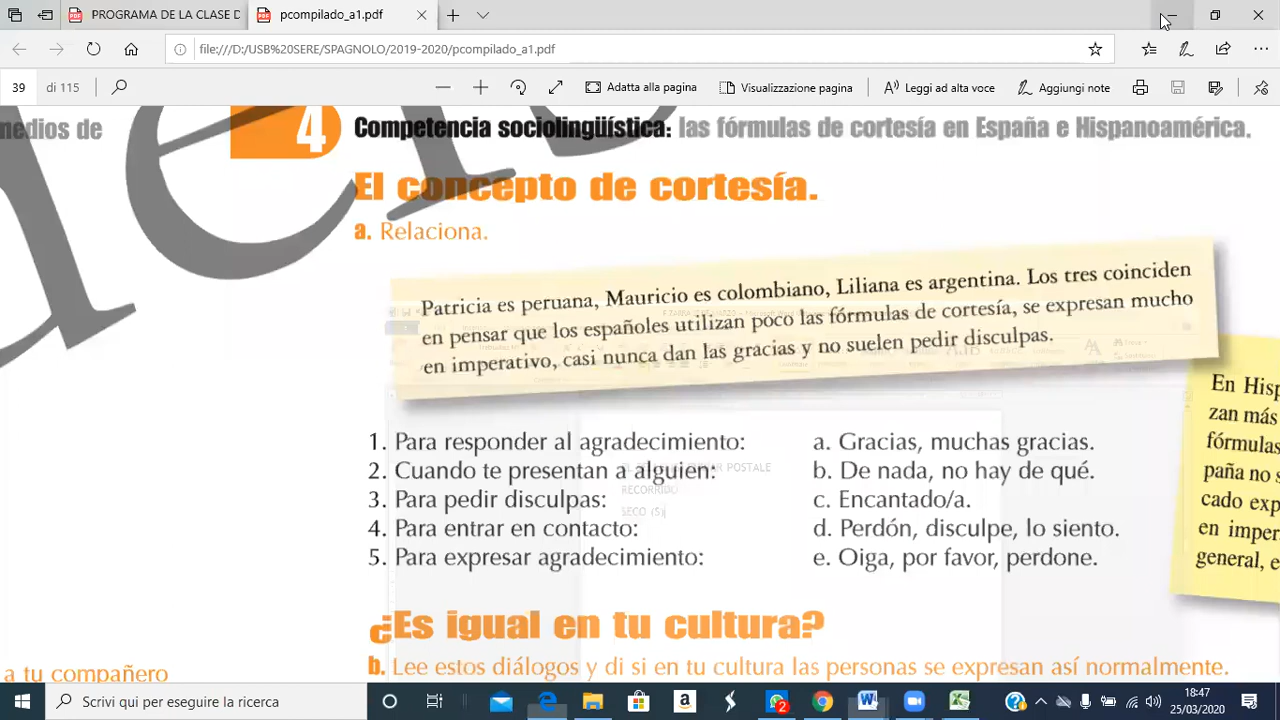 PROGRAMA DE LA CLASE D
pcompilado_a1.pdf
file:///D:/USB%20SERE/SPAGNOLO/2019-2020/pcompilado_a1.pdf
39 di 115
Adatta alla pagina
Visualizzazione pagina
Leggi ad alta voce
Aggiungi note
medios de
4
Competencia sociolingüística: las fórmulas de cortesía en España e Hispanoamérica.
El concepto de cortesía.
a. Relaciona.
Patricia es peruana, Mauricio es colombiano, Liliana es argentina. Los tres coinciden
en pensar que los españoles utilizan poco las fórmulas de cortesía, se expresan mucho
en imperativo, casi nunca dan las gracias y no suelen pedir disculpas.
En Hisp
zan más
fórmulas
paña no s
cado exp
en imper
general, e
1. Para responder al agradecimiento:
2. Cuando te presentan a alguien:
3. Para pedir disculpas:
4. Para entrar en contacto:
5. Para expresar agradecimiento:
a. Gracias, muchas gracias.
b. De nada, no hay de qué.
c. Encantado/a.
d. Perdón, disculpe, lo siento.
e. Oiga, por favor, perdone.
POSTALE
RECORRIDO
SECO (S)
¿Es igual en tu cultura?
b. Lee estos diálogos y di si en tu cultura las personas se expresan así normalmente.
a tu compañero
Scrivi qui per eseguire la ricerca
2
18:47
25/03/2020